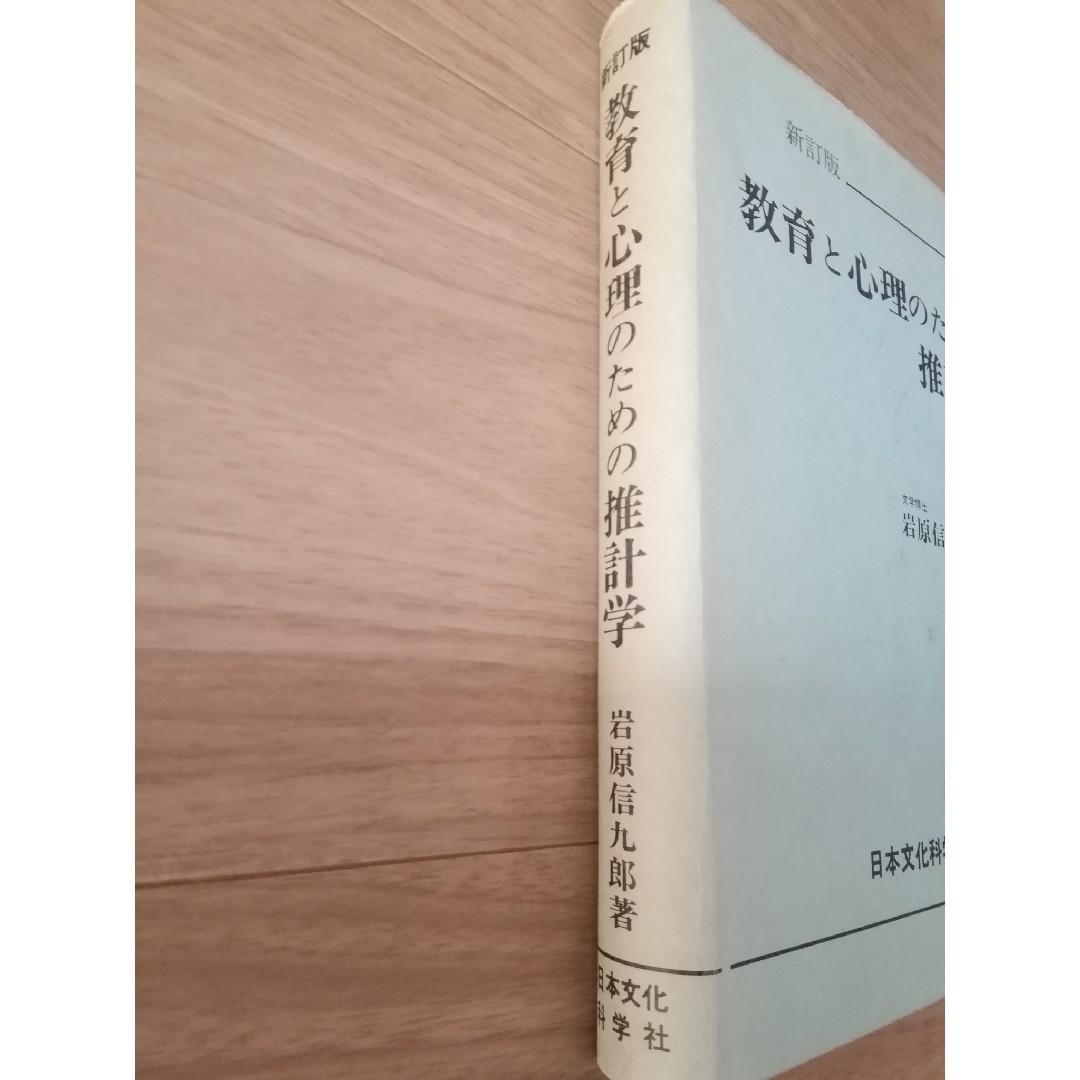 新訂版
教育と心理のための推計学
岩原信九郎著
日本文化
科学社
新訂版
教育と心理のた
推
文学博士
岩原信
日本文化科学